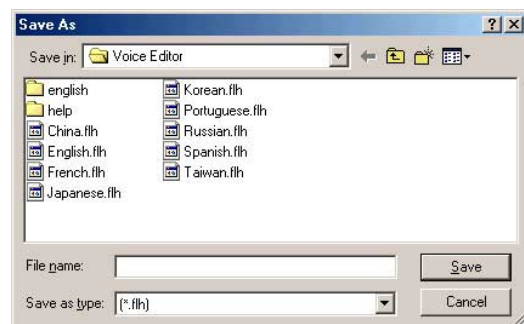 Save As
Save in: Voice Editor
english
help
China.flh
English.flh
French.flh
Japanese.flh
Korean.flh
Portuguese.flh
Russian.flh
Spanish.flh
Taiwan.flh
File name:
Save
Save as type: (*.flh)
Cancel